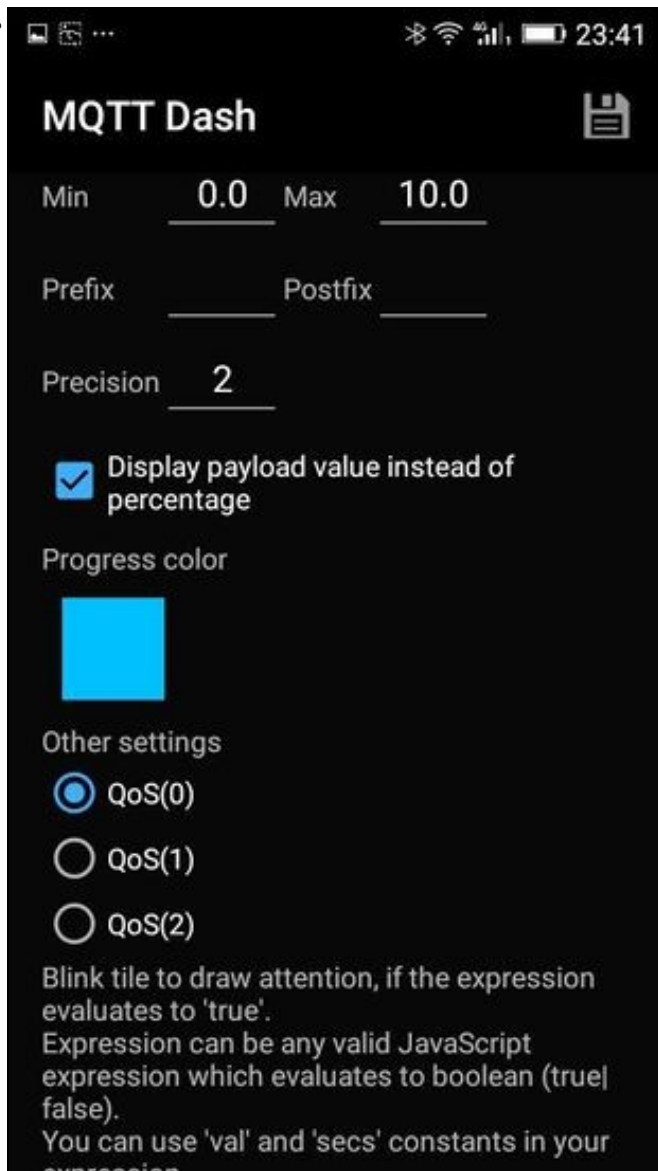 23:41
MQTT Dash
Min 0.0 Max 10.0
Prefix Postfix
Precision 2
Display payload value instead of
percentage
Progress color
Other settings
QoS(0)
QoS(1)
QoS(2)
Blink tile to draw attention, if the expression
evaluates to 'true'.
Expression can be any valid JavaScript
expression which evaluates to boolean (true|
false).
You can use 'val' and 'secs' constants in your